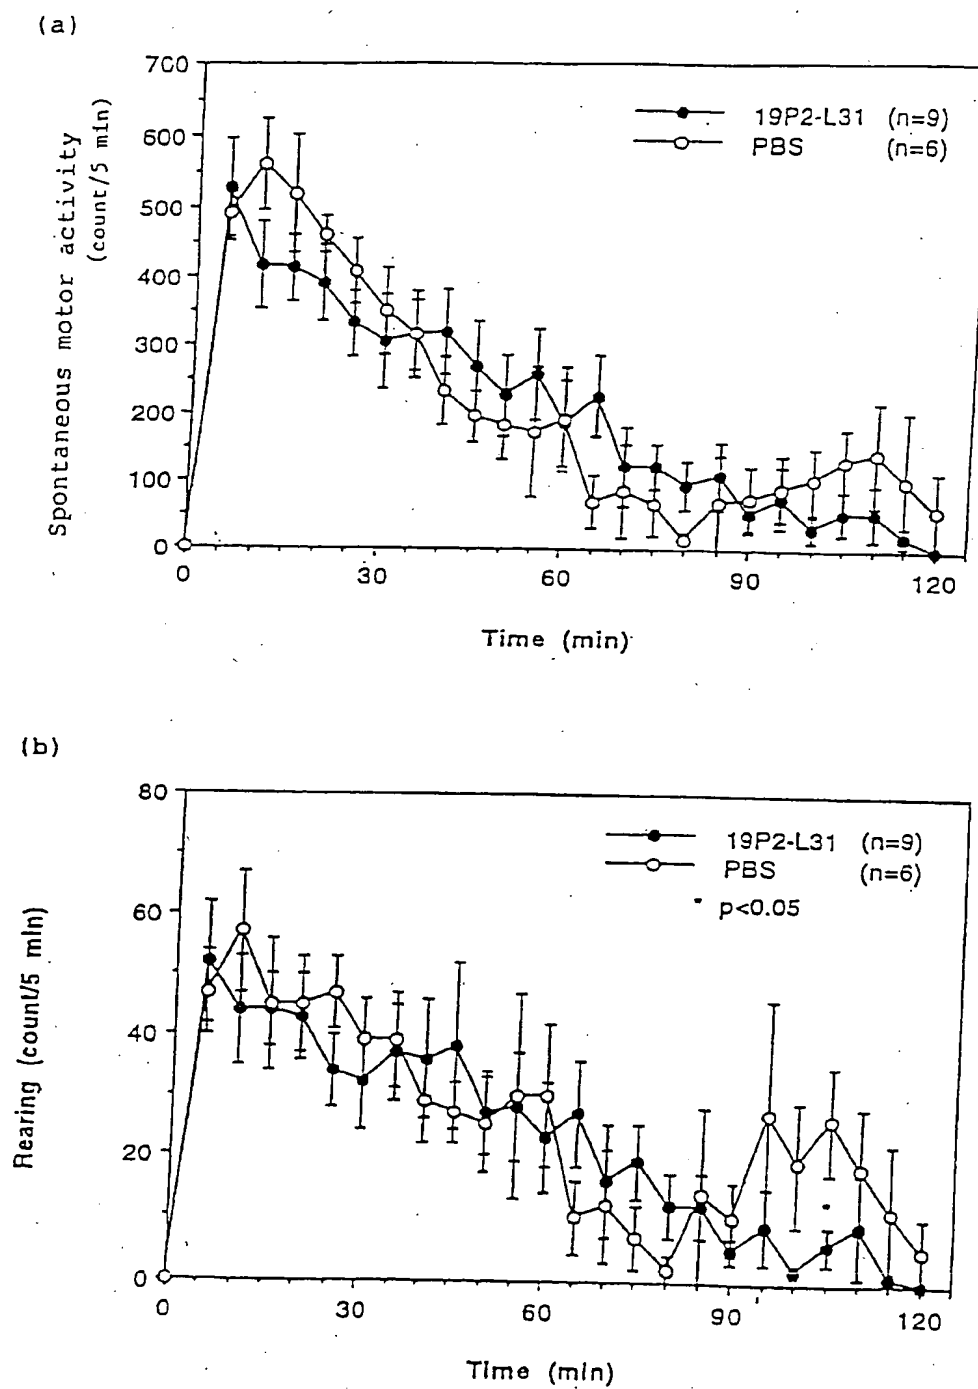 (a)
700
600
500
400
300
200
100
0
Spontaneous motor activity
(count/5 min)
19P2-L31 (n=9)
PBS (n=6)
0 30 60 90 120
Time (min)
(b)
80
60
40
20
0
Rearing (count/5 min)
19P2-L31 (n=9)
PBS (n=6)
p<0.05
0 30 60 90 120
Time (min)